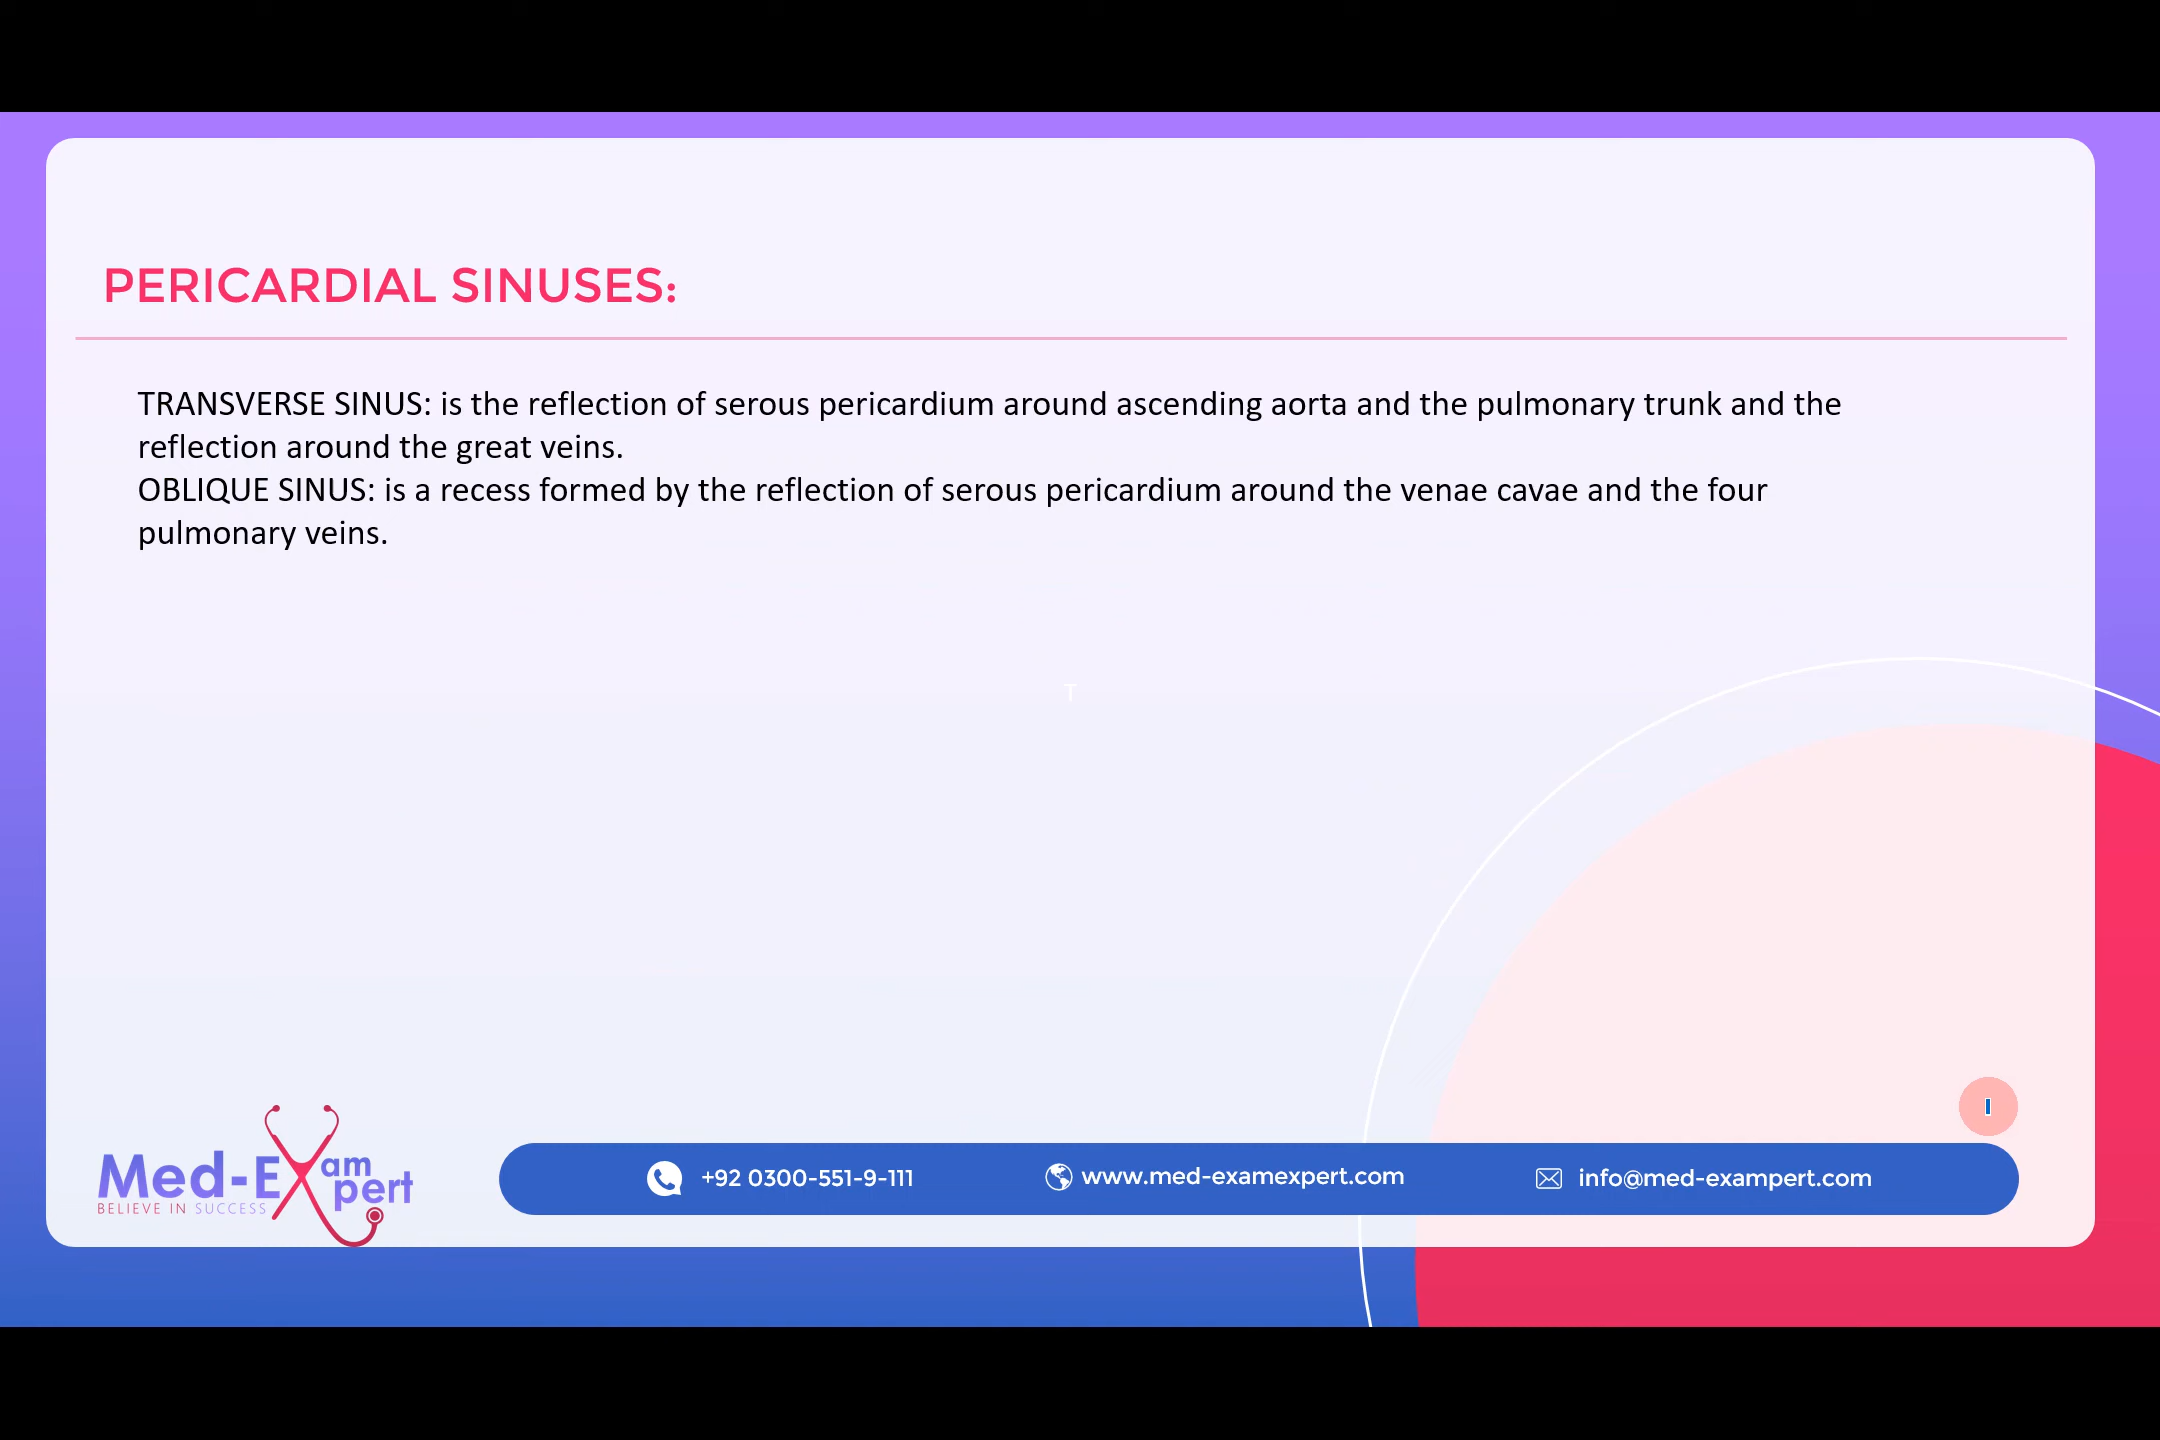 PERICARDIAL SINUSES:
TRANSVERSE SINUS: is the reflection of serous pericardium around ascending aorta and the pulmonary trunk and the
reflection around the great veins.
OBLIQUE SINUS: is a recess formed by the reflection of serous pericardium around the venae cavae and the four
pulmonary veins.
T
Med-Exam
pert
BELIEVE IN SUCCESS
+92 0300-551-9-111
www.med-examexpert.com
info@med-exampert.com